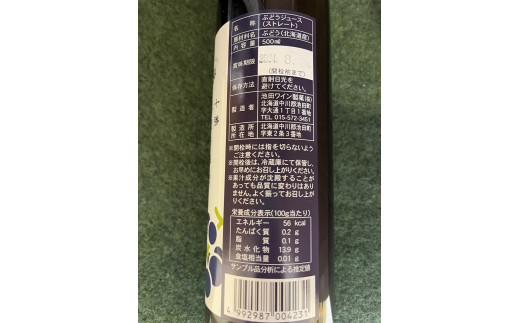 名称 ぶどうジュース
(ストレート)
原材料名 ぶどう(北海道産)
内容量 500ml
賞味期限
(開栓前まで)
保存方法 直射日光を
避けてください。
製造者 池田ワイン製罐(株)
北海道中川郡池田町
字大通1丁目1番地
TEL 015-572-3451
製造所所在地 北海道中川郡池田町
字東2条3番地
※開栓時には指を切らないよう
ご注意ください。
※開栓後は、冷蔵庫にて保管し、
お早めにお召し上がりください。
※果汁成分が沈殿することが
あっても品質に変わりはあり
ません。よく振ってお召し上が
りください。
栄養成分表示(100g当たり)
エネルギー 56 kcal
たんぱく質 0.2 g
脂質 0.1 g
炭水化物 13.9 g
食塩相当量 0.01 g
サンプル品分析による推定値
4 992987 004231
十勝